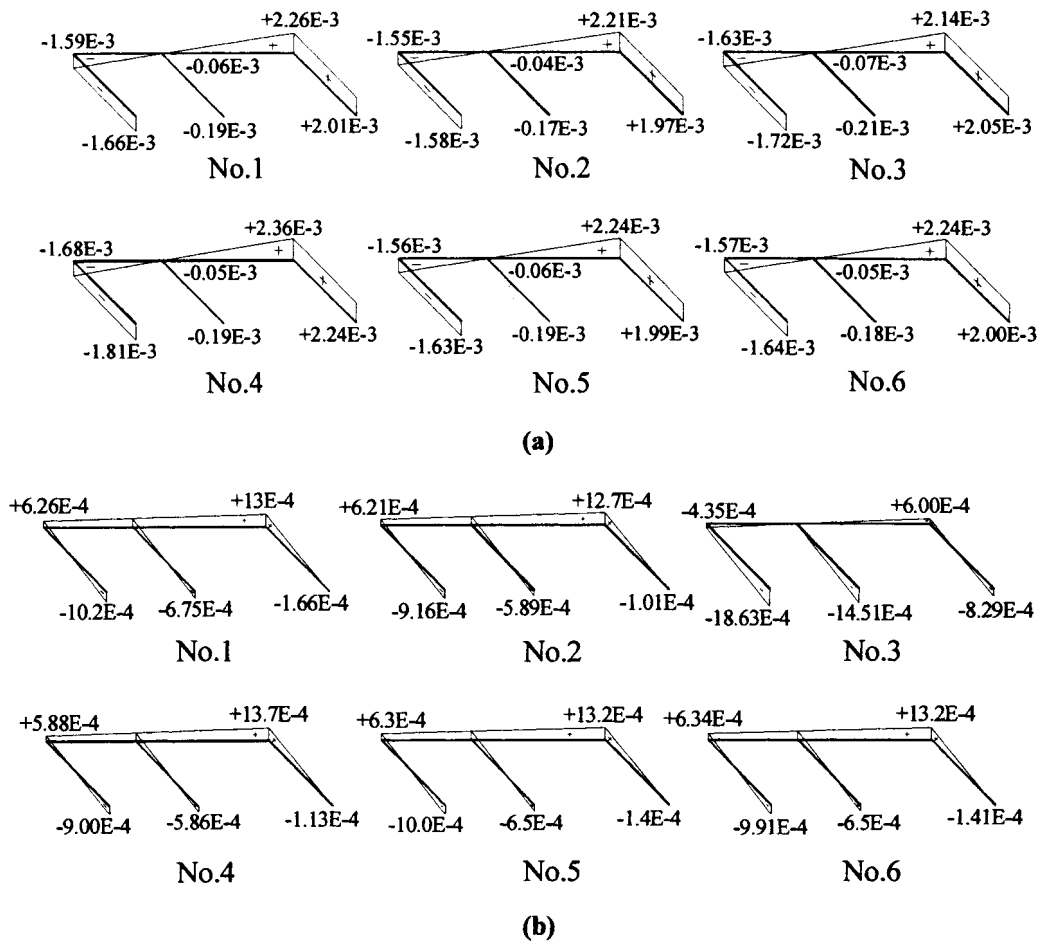 +2.26E-3 +2.21E-3 +2.14E-3
-1.59E-3 -1.55E-3 -1.63E-3
-0.06E-3 -0.04E-3 -0.07E-3
-1.66E-3 -0.19E-3 +2.01E-3 -1.58E-3 -0.17E-3 +1.97E-3 -1.72E-3 -0.21E-3 +2.05E-3
No.1 No.2 No.3
+2.36E-3 +2.24E-3 +2.24E-3
-1.68E-3 -1.56E-3 -1.57E-3
-0.05E-3 -0.06E-3 -0.05E-3
-1.81E-3 -0.19E-3 +2.24E-3 -1.63E-3 -0.19E-3 +1.99E-3 -1.64E-3 -0.18E-3 +2.00E-3
No.4 No.5 No.6
(a)
+6.26E-4 +13E-4 +6.21E-4 +12.7E-4 -4.35E-4 +6.00E-4
-10.2E-4 -6.75E-4 -1.66E-4 -9.16E-4 -5.89E-4 -1.01E-4 -18.63E-4 -14.51E-4 -8.29E-4
No.1 No.2 No.3
+5.88E-4 +13.7E-4 +6.3E-4 +13.2E-4 +6.34E-4 +13.2E-4
-9.00E-4 -5.86E-4 -1.13E-4 -10.0E-4 -6.5E-4 -1.4E-4 -9.91E-4 -6.5E-4 -1.41E-4
No.4 No.5 No.6
(b)